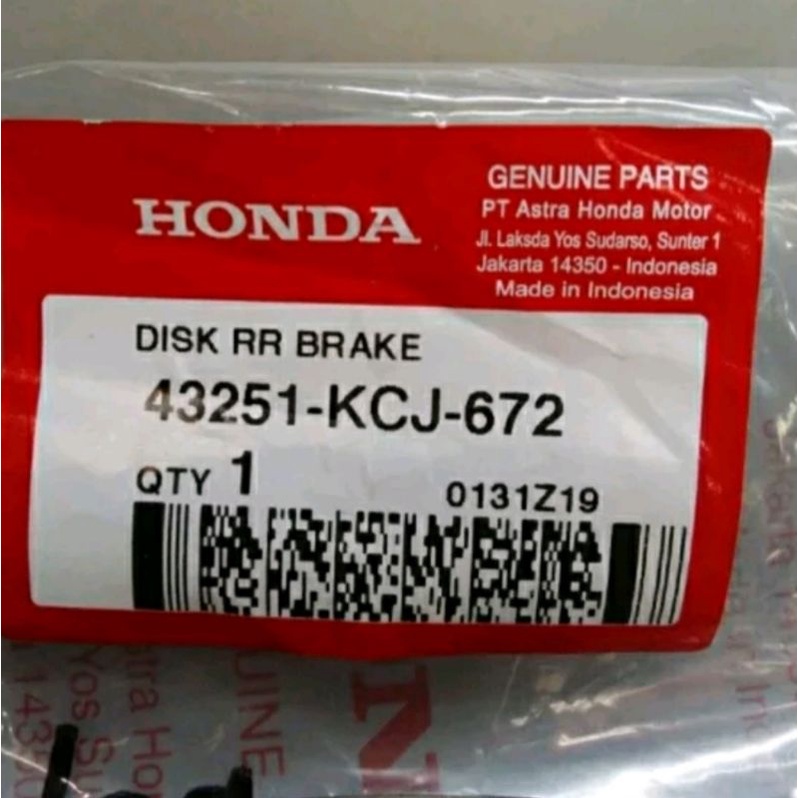 HONDA
GENUINE PARTS
PT Astra Honda Motor
Jl. Laksda Yos Sudarso, Sunter 1
Jakarta 14350 - Indonesia
Made in Indonesia
DISK RR BRAKE
43251-KCJ-672
QTY 1
0131Z19